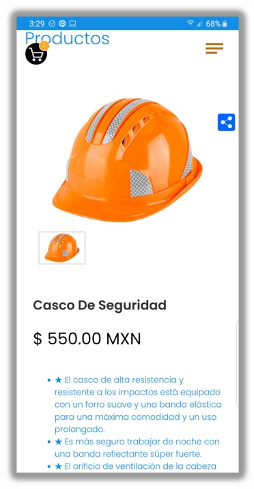 3:29
68%
Productos
Casco De Seguridad
$ 550.00 MXN
• ★ El casco de alta resistencia y
resistente a los impactos está equipado
con un forro suave y una banda elástica
para una máxima comodidad y un uso
prolongado.
• ★ Es más seguro trabajar de noche con
una banda reflectante súper fuerte.
• ★ El orificio de ventilación de la cabeza